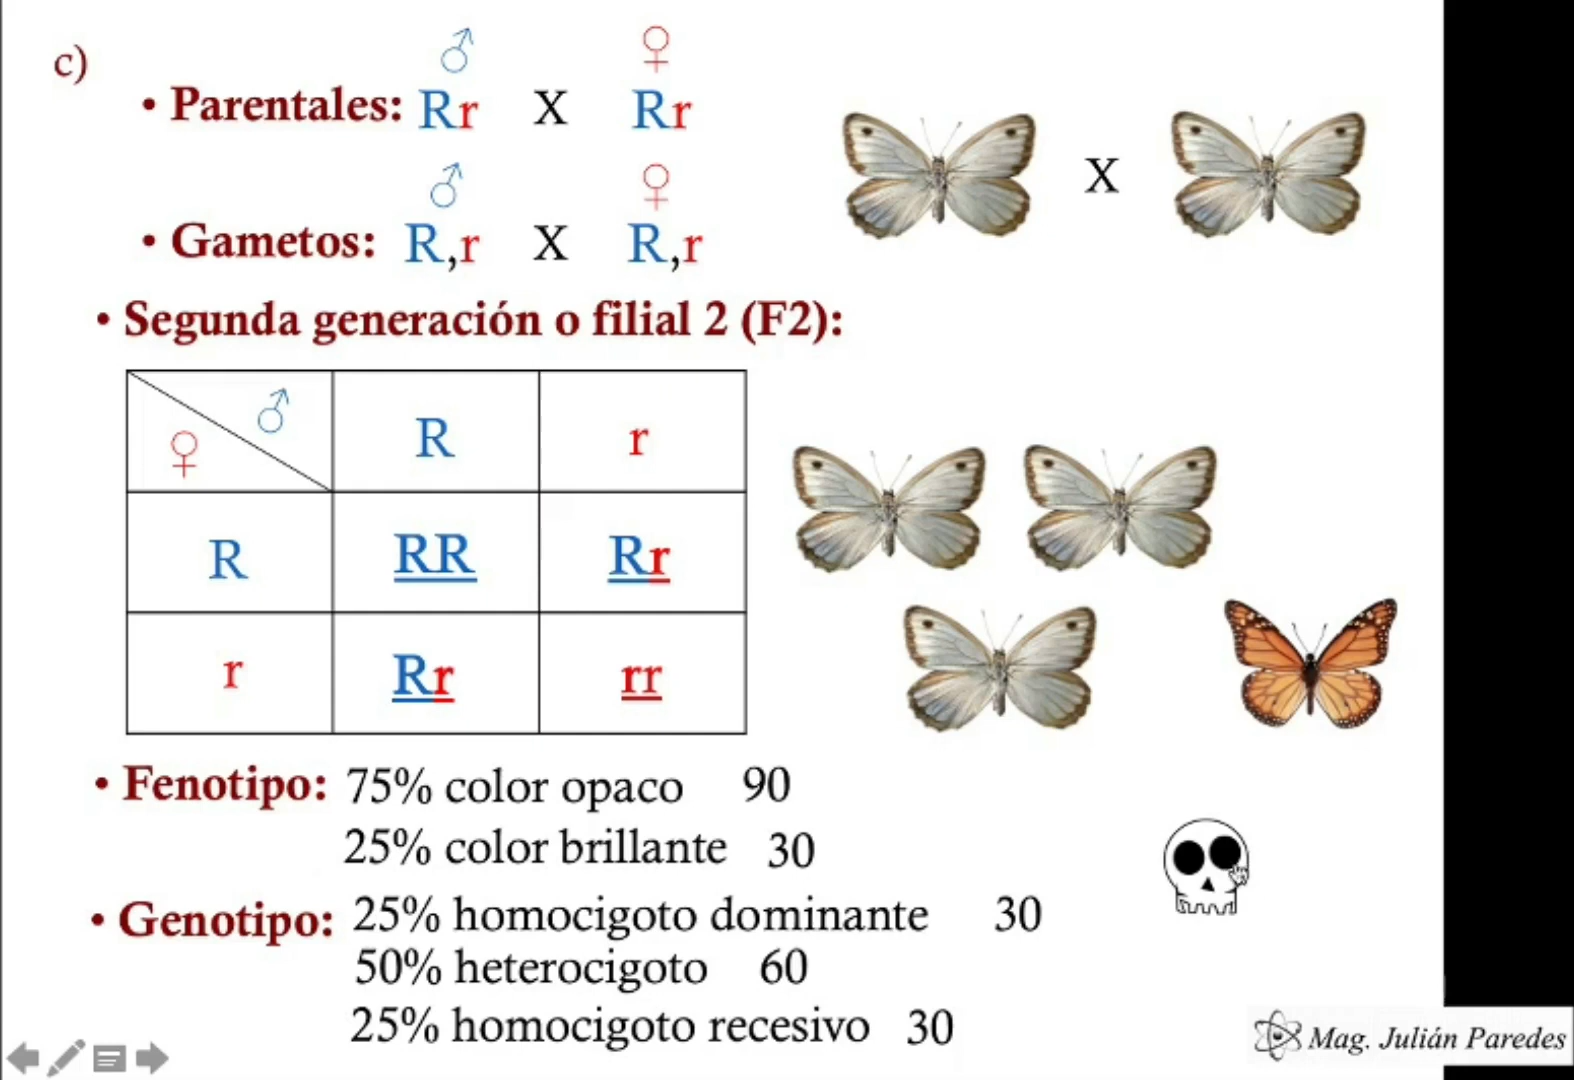 c)
♂ ♀
• Parentales: Rr X Rr
X
♂ ♀
• Gametos: R,r X R,r
• Segunda generación o filial 2 (F2):
♀ ♂ R r
R RR Rr
r Rr rr
• Fenotipo: 75% color opaco 90
25% color brillante 30
• Genotipo: 25% homocigoto dominante 30
50% heterocigoto 60
25% homocigoto recesivo 30
Mag. Julián Paredes